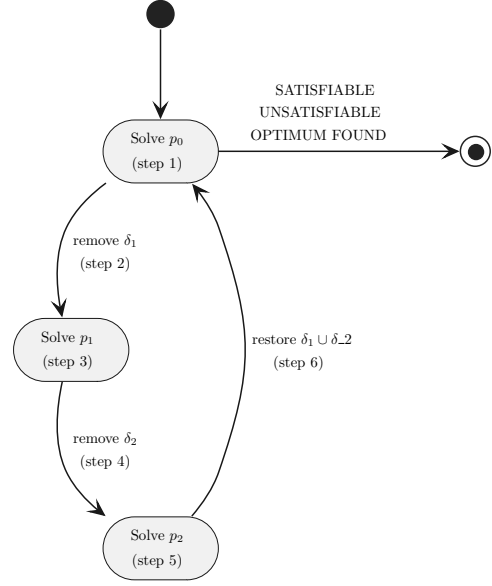 SATISFIABLE
UNSATISFIABLE
OPTIMUM FOUND
Solve p₀
(step 1)
remove δ₁
(step 2)
Solve p₁
(step 3)
restore δ₁ ∪ δ_2
(step 6)
remove δ₂
(step 4)
Solve p₂
(step 5)